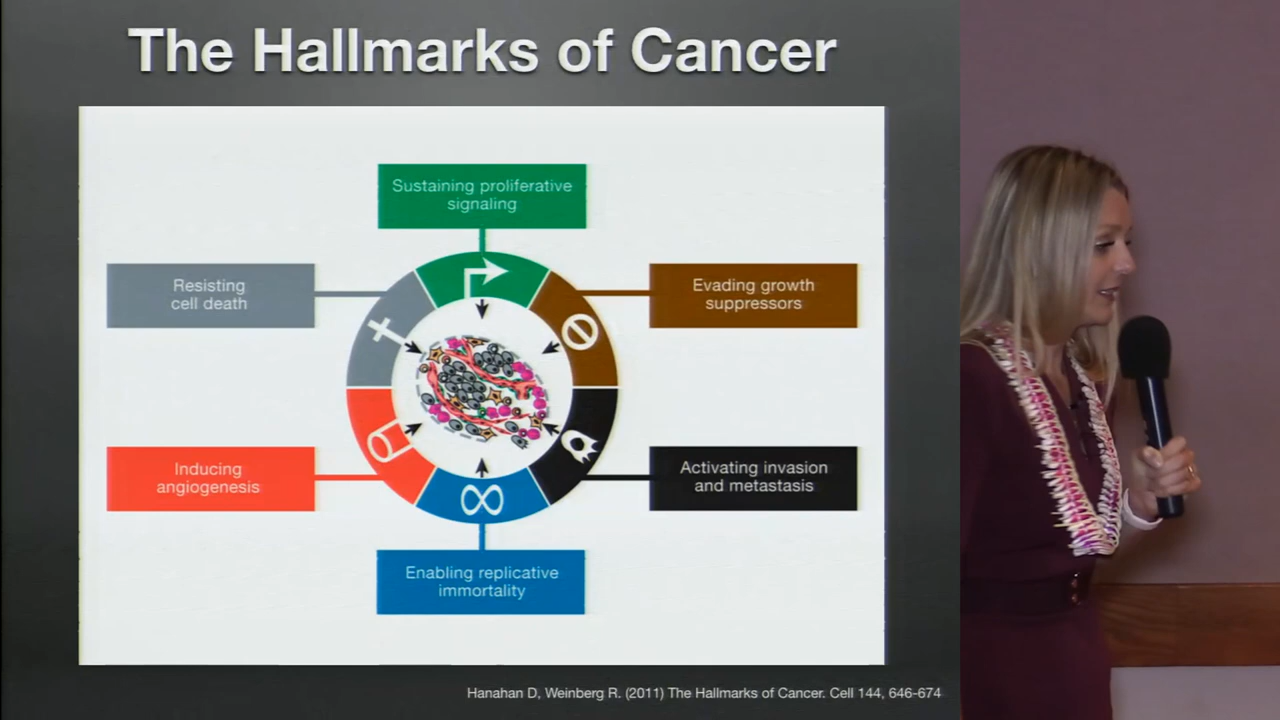 The Hallmarks of Cancer
Sustaining proliferative
signaling
Resisting
cell death
Evading growth
suppressors
Inducing
angiogenesis
Activating invasion
and metastasis
Enabling replicative
immortality
Hanahan D, Weinberg R. (2011) The Hallmarks of Cancer. Cell 144, 646-674